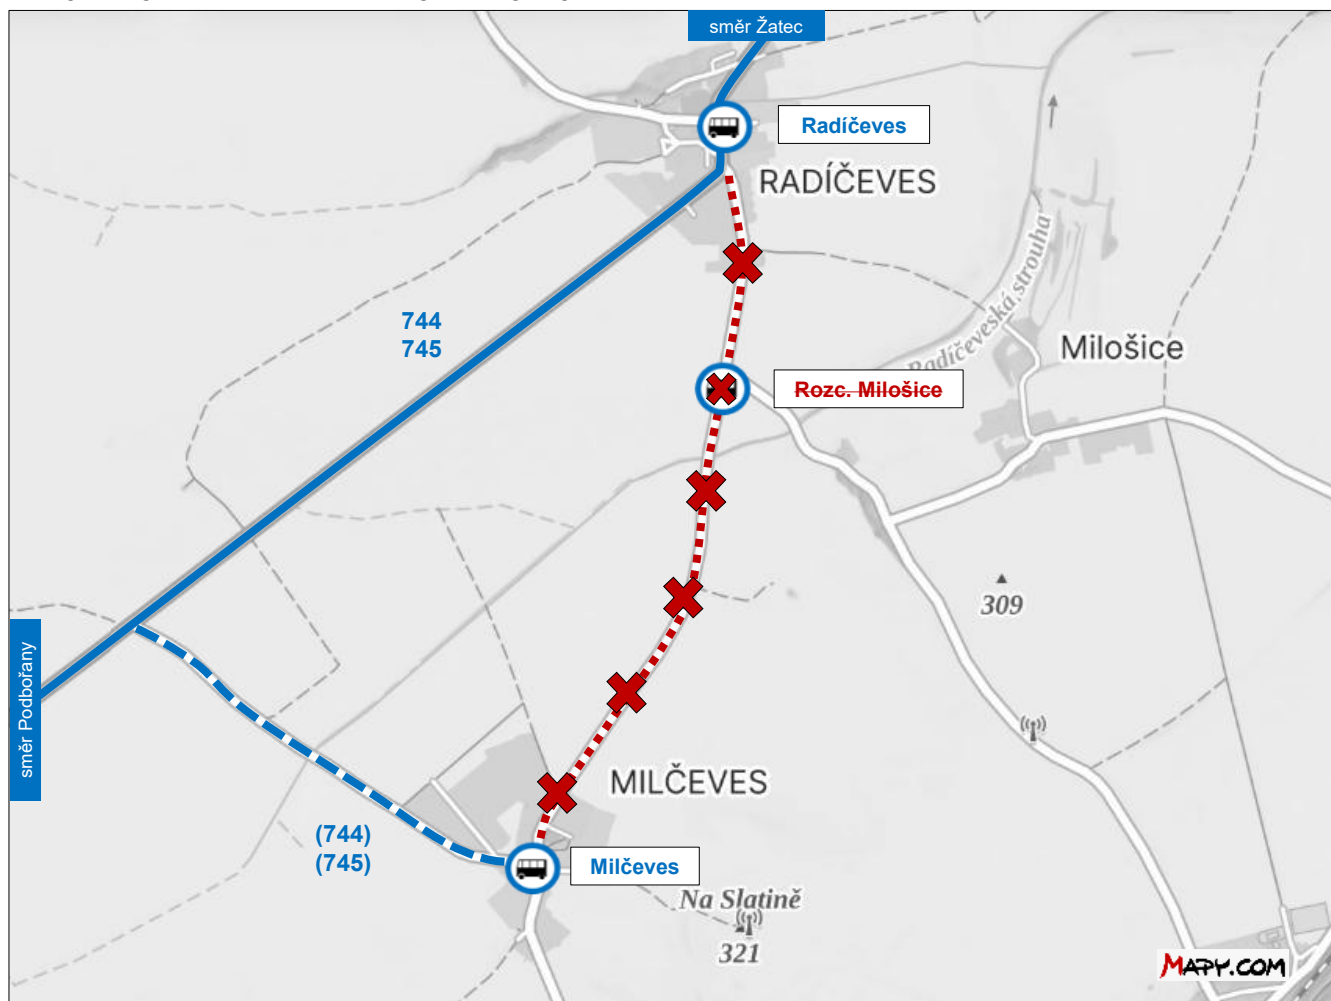 směr Žatec
Radíčeves
RADÍČEVES
744
745
Radíčeveská strouha
Milošice
Rozc. Milošice
309
směr Podbořany
MILČEVES
(744)
(745)
Milčeves
Na Slatině
321
MAPY.COM